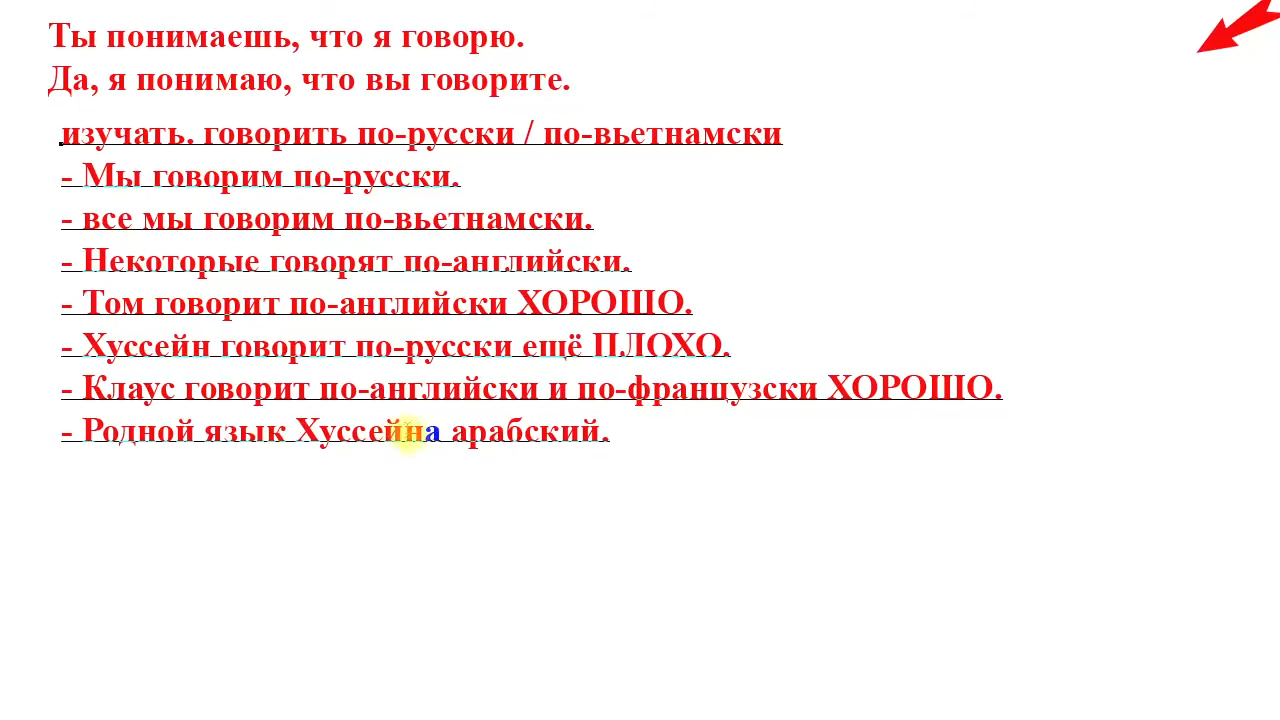 Ты понимаешь, что я говорю.
Да, я понимаю, что вы говорите.
изучать. говорить по-русски / по-вьетнамски
- Мы говорим по-русски.
- все мы говорим по-вьетнамски.
- Некоторые говорят по-английски.
- Том говорит по-английски ХОРОШО.
- Хуссейн говорит по-русски ещё ПЛОХО.
- Клаус говорит по-английски и по-французски ХОРОШО.
- Родной язык Хуссейна арабский.